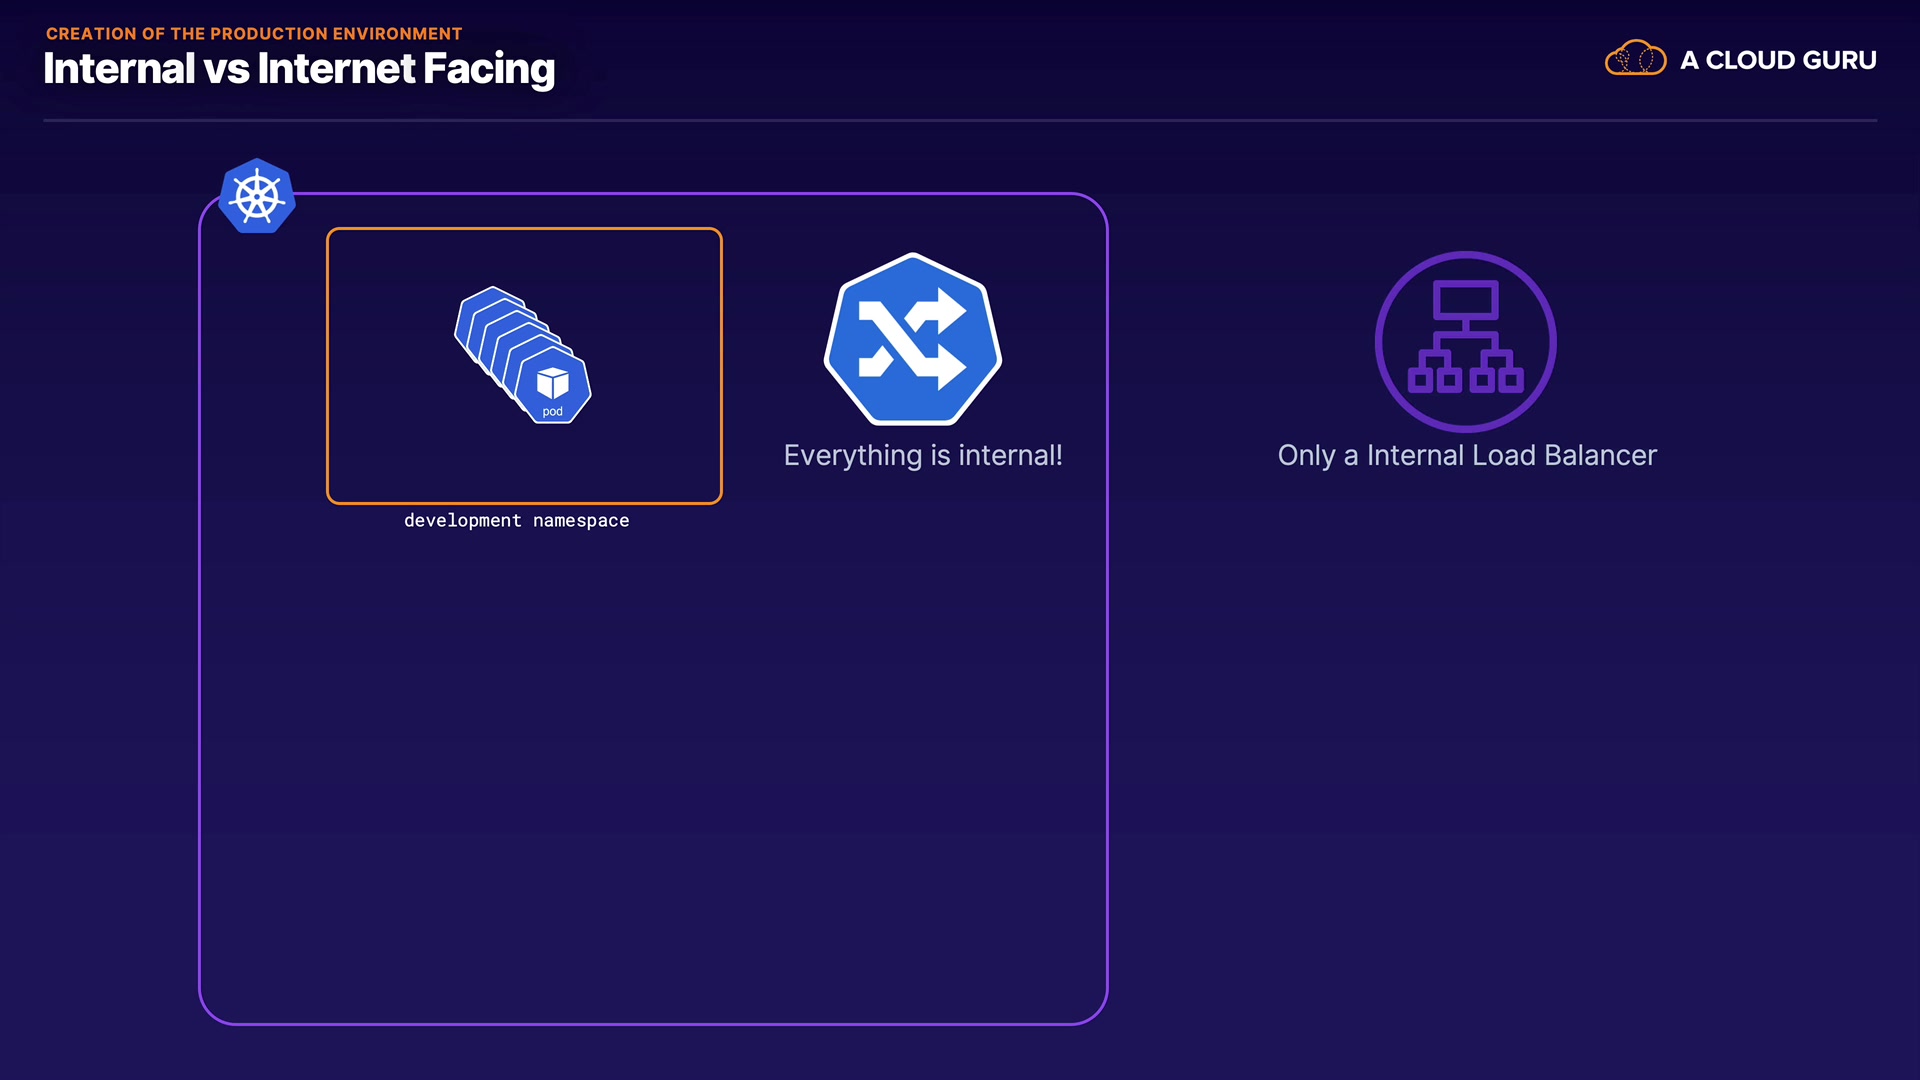 CREATION OF THE PRODUCTION ENVIRONMENT
Internal vs Internet Facing
A CLOUD GURU
pod
Everything is internal!
Only a Internal Load Balancer
development namespace